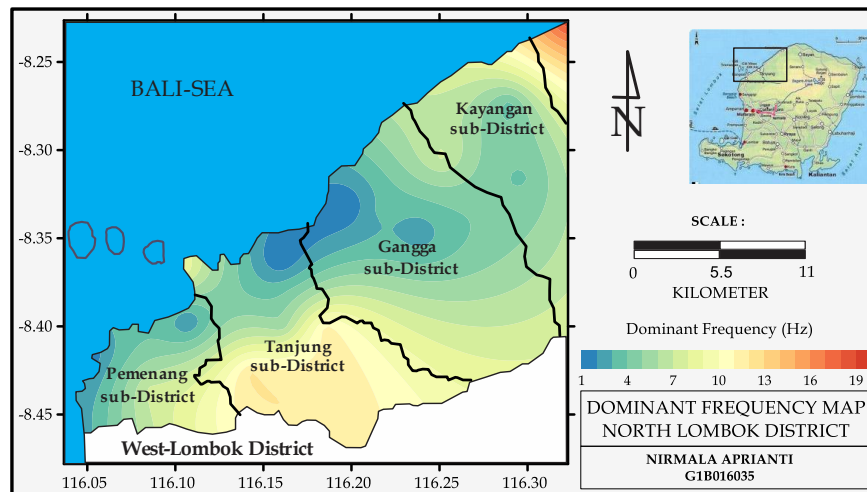 -8.25
-8.30
-8.35
-8.40
-8.45
116.05
116.10
116.15
116.20
116.25
116.30
BALI-SEA
Kayangan
sub-District
Gangga
sub-District
Tanjung
sub-District
Pemenang
sub-District
West-Lombok District
N
SCALE :
0
5.5
11
KILOMETER
Dominant Frequency (Hz)
1
4
7
10
13
16
19
DOMINANT FREQUENCY MAP
NORTH LOMBOK DISTRICT
NIRMALA APRIANTI
G1B016035